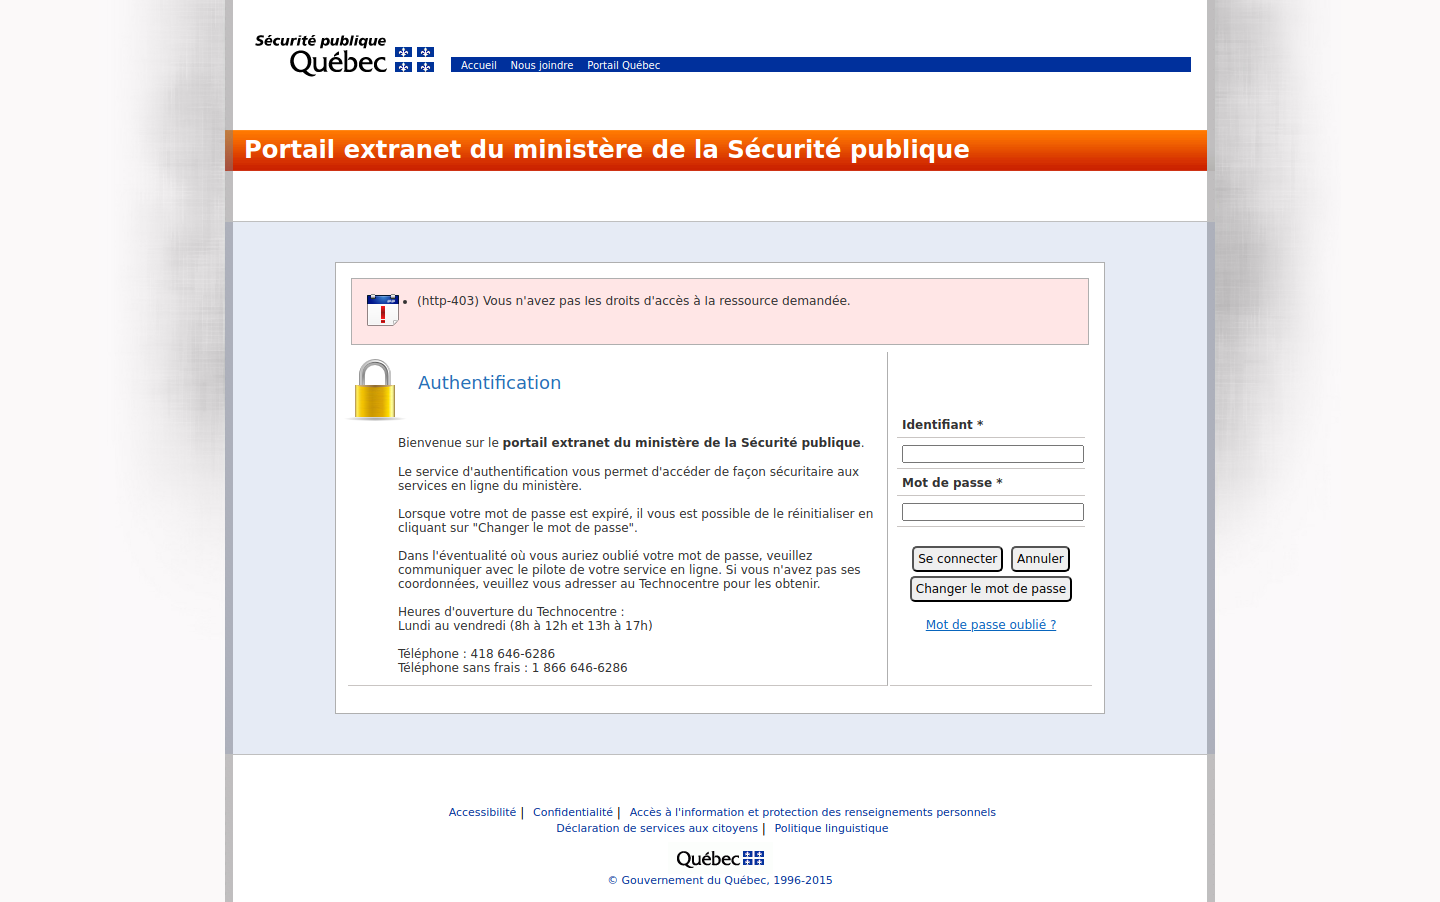 Sécurité publique
Québec
Accueil Nous joindre Portail Québec
Portail extranet du ministère de la Sécurité publique
(http-403) Vous n'avez pas les droits d'accès à la ressource demandée.
Authentification
Bienvenue sur le portail extranet du ministère de la Sécurité publique.
Le service d'authentification vous permet d'accéder de façon sécuritaire aux
services en ligne du ministère.
Lorsque votre mot de passe est expiré, il vous est possible de le réinitialiser en
cliquant sur "Changer le mot de passe".
Dans l'éventualité où vous auriez oublié votre mot de passe, veuillez
communiquer avec le pilote de votre service en ligne. Si vous n'avez pas ses
coordonnées, veuillez vous adresser au Technocentre pour les obtenir.
Heures d'ouverture du Technocentre :
Lundi au vendredi (8h à 12h et 13h à 17h)
Téléphone : 418 646-6286
Téléphone sans frais : 1 866 646-6286
Identifiant *
Mot de passe *
Se connecter Annuler
Changer le mot de passe
Mot de passe oublié ?
Accessibilité | Confidentialité | Accès à l'information et protection des renseignements personnels
Déclaration de services aux citoyens | Politique linguistique
Québec
© Gouvernement du Québec, 1996-2015